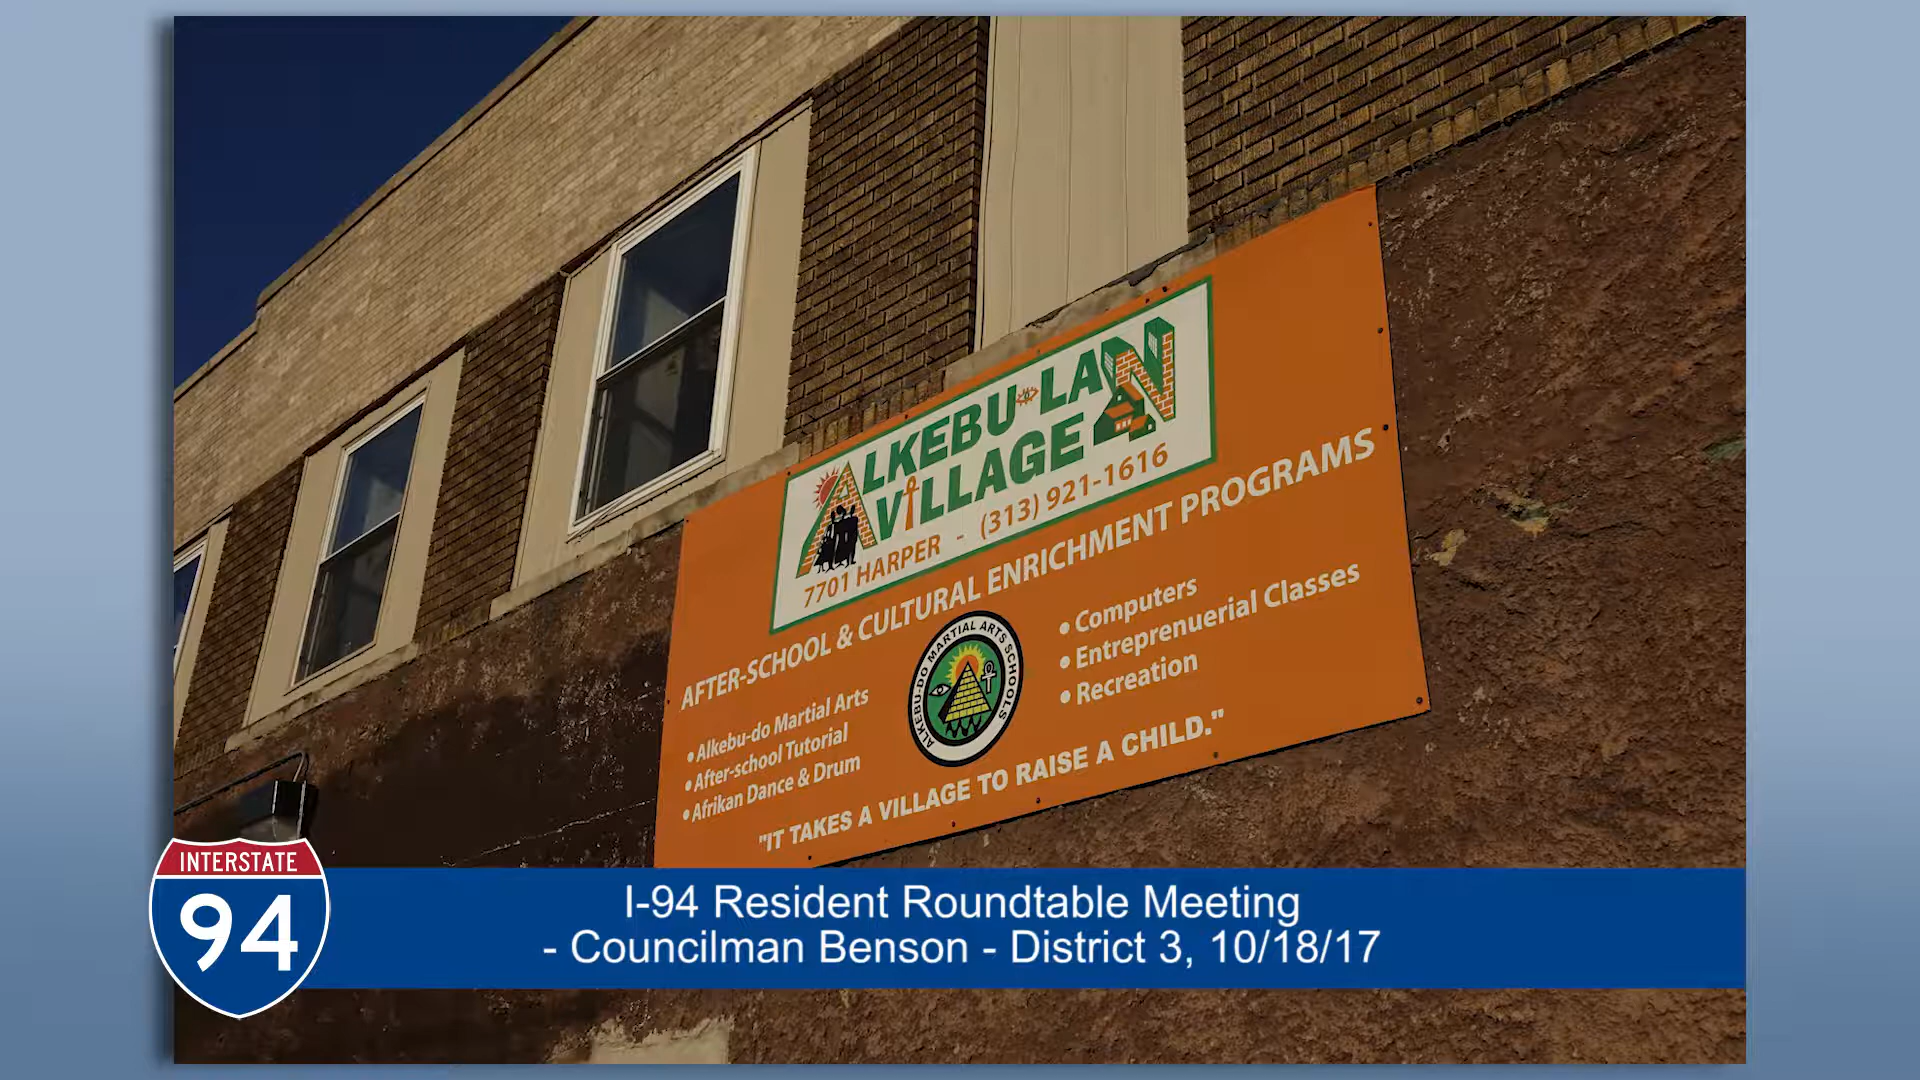 ALKEBU-LAN
VILLAGE
7701 HARPER - (313) 921-1616
AFTER-SCHOOL & CULTURAL ENRICHMENT PROGRAMS
• Alkebu-do Martial Arts
• After-school Tutorial
• Afrikan Dance & Drum
ALKEBU-DO MARTIAL ARTS SCHOOLS
• Computers
• Entreprenuerial Classes
• Recreation
"IT TAKES A VILLAGE TO RAISE A CHILD."
INTERSTATE
94
I-94 Resident Roundtable Meeting
- Councilman Benson - District 3, 10/18/17